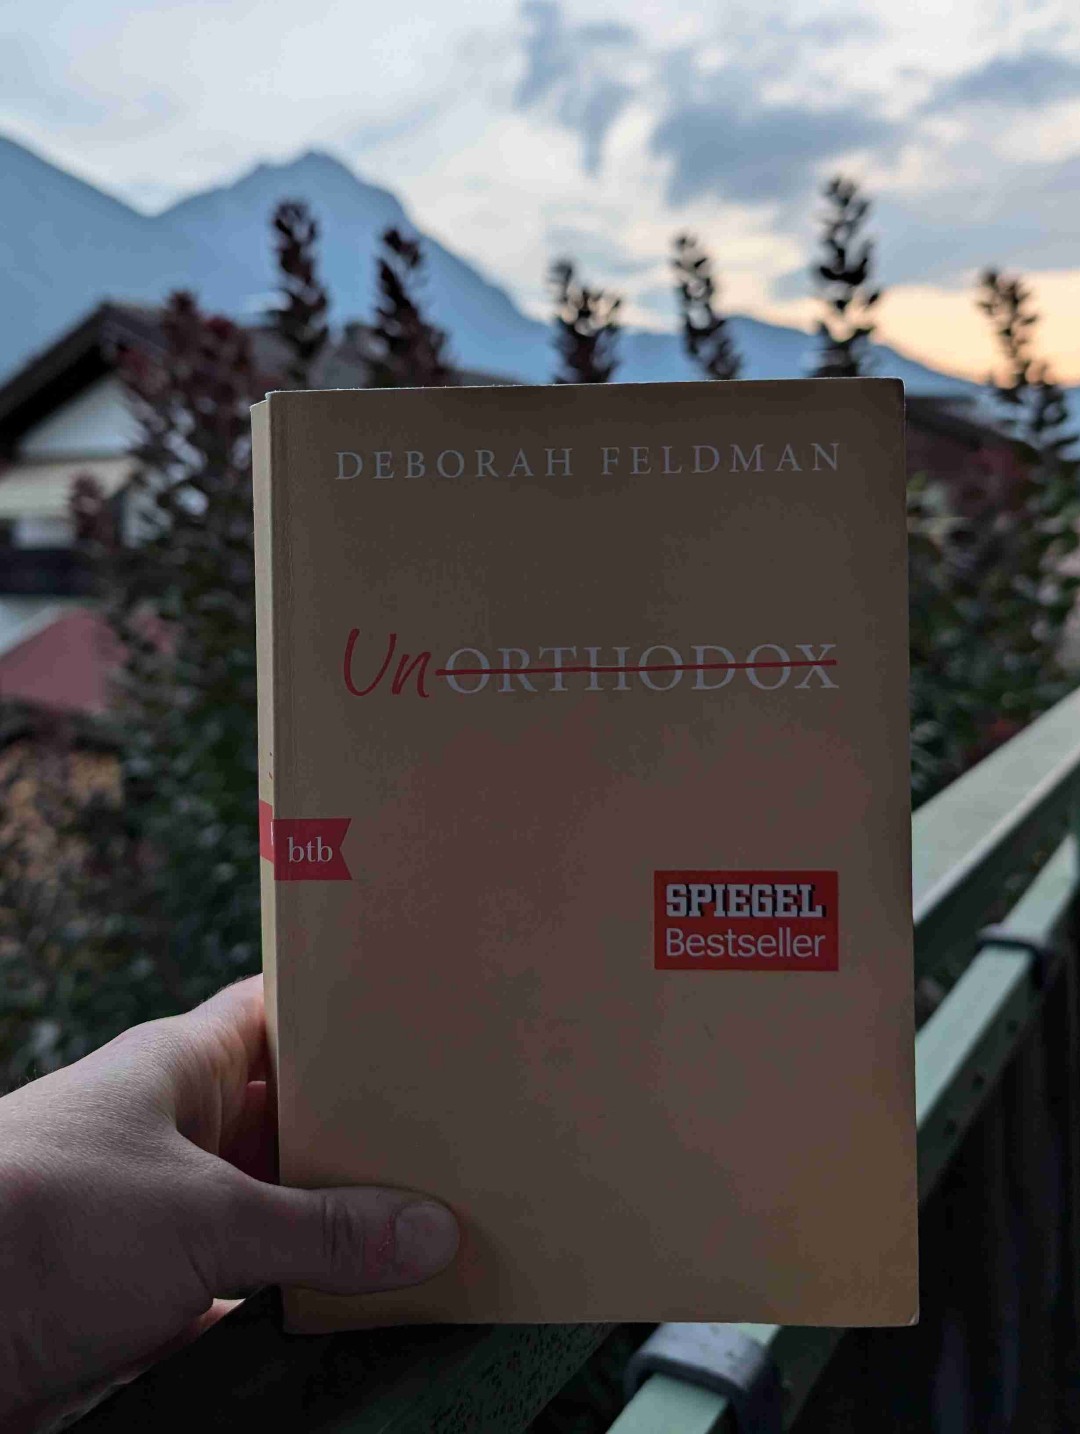 DEBORAH FELDMAN
UnORTHODOX
btb
SPIEGEL
Bestseller